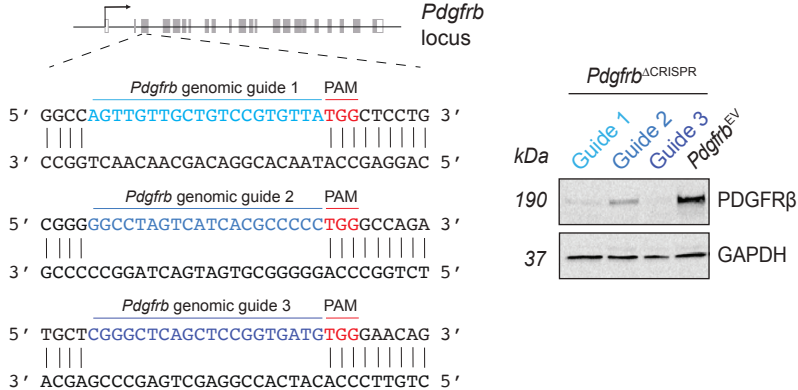 Pdgfrb
locus
Pdgfrb genomic guide 1 PAM
5' GGCCAGTTGTTGCTGTCCGTGTTATGGCTCCTG 3'
3' CCGGTCAACAACGACAGGCACAATACCGAGGAC 5'
Pdgfrb genomic guide 2 PAM
5' CGGGGGCCTAGTCATCACGCCCCCTGGGCCAGA 3'
3' GCCCCCGGATCAGTAGTGCGGGGGACCCGGTCT 5'
Pdgfrb genomic guide 3 PAM
5' TGCTCGGGCTCAGCTCCGGTGATGTGGGAACAG 3'
3' ACGAGCCCGAGTCGAGGCCACTACACCCTTGTC 5'
PdgfrbΔCRISPR
kDa Guide 1 Guide 2 Guide 3 PdgfrbEV
190 PDGFRβ
37 GAPDH